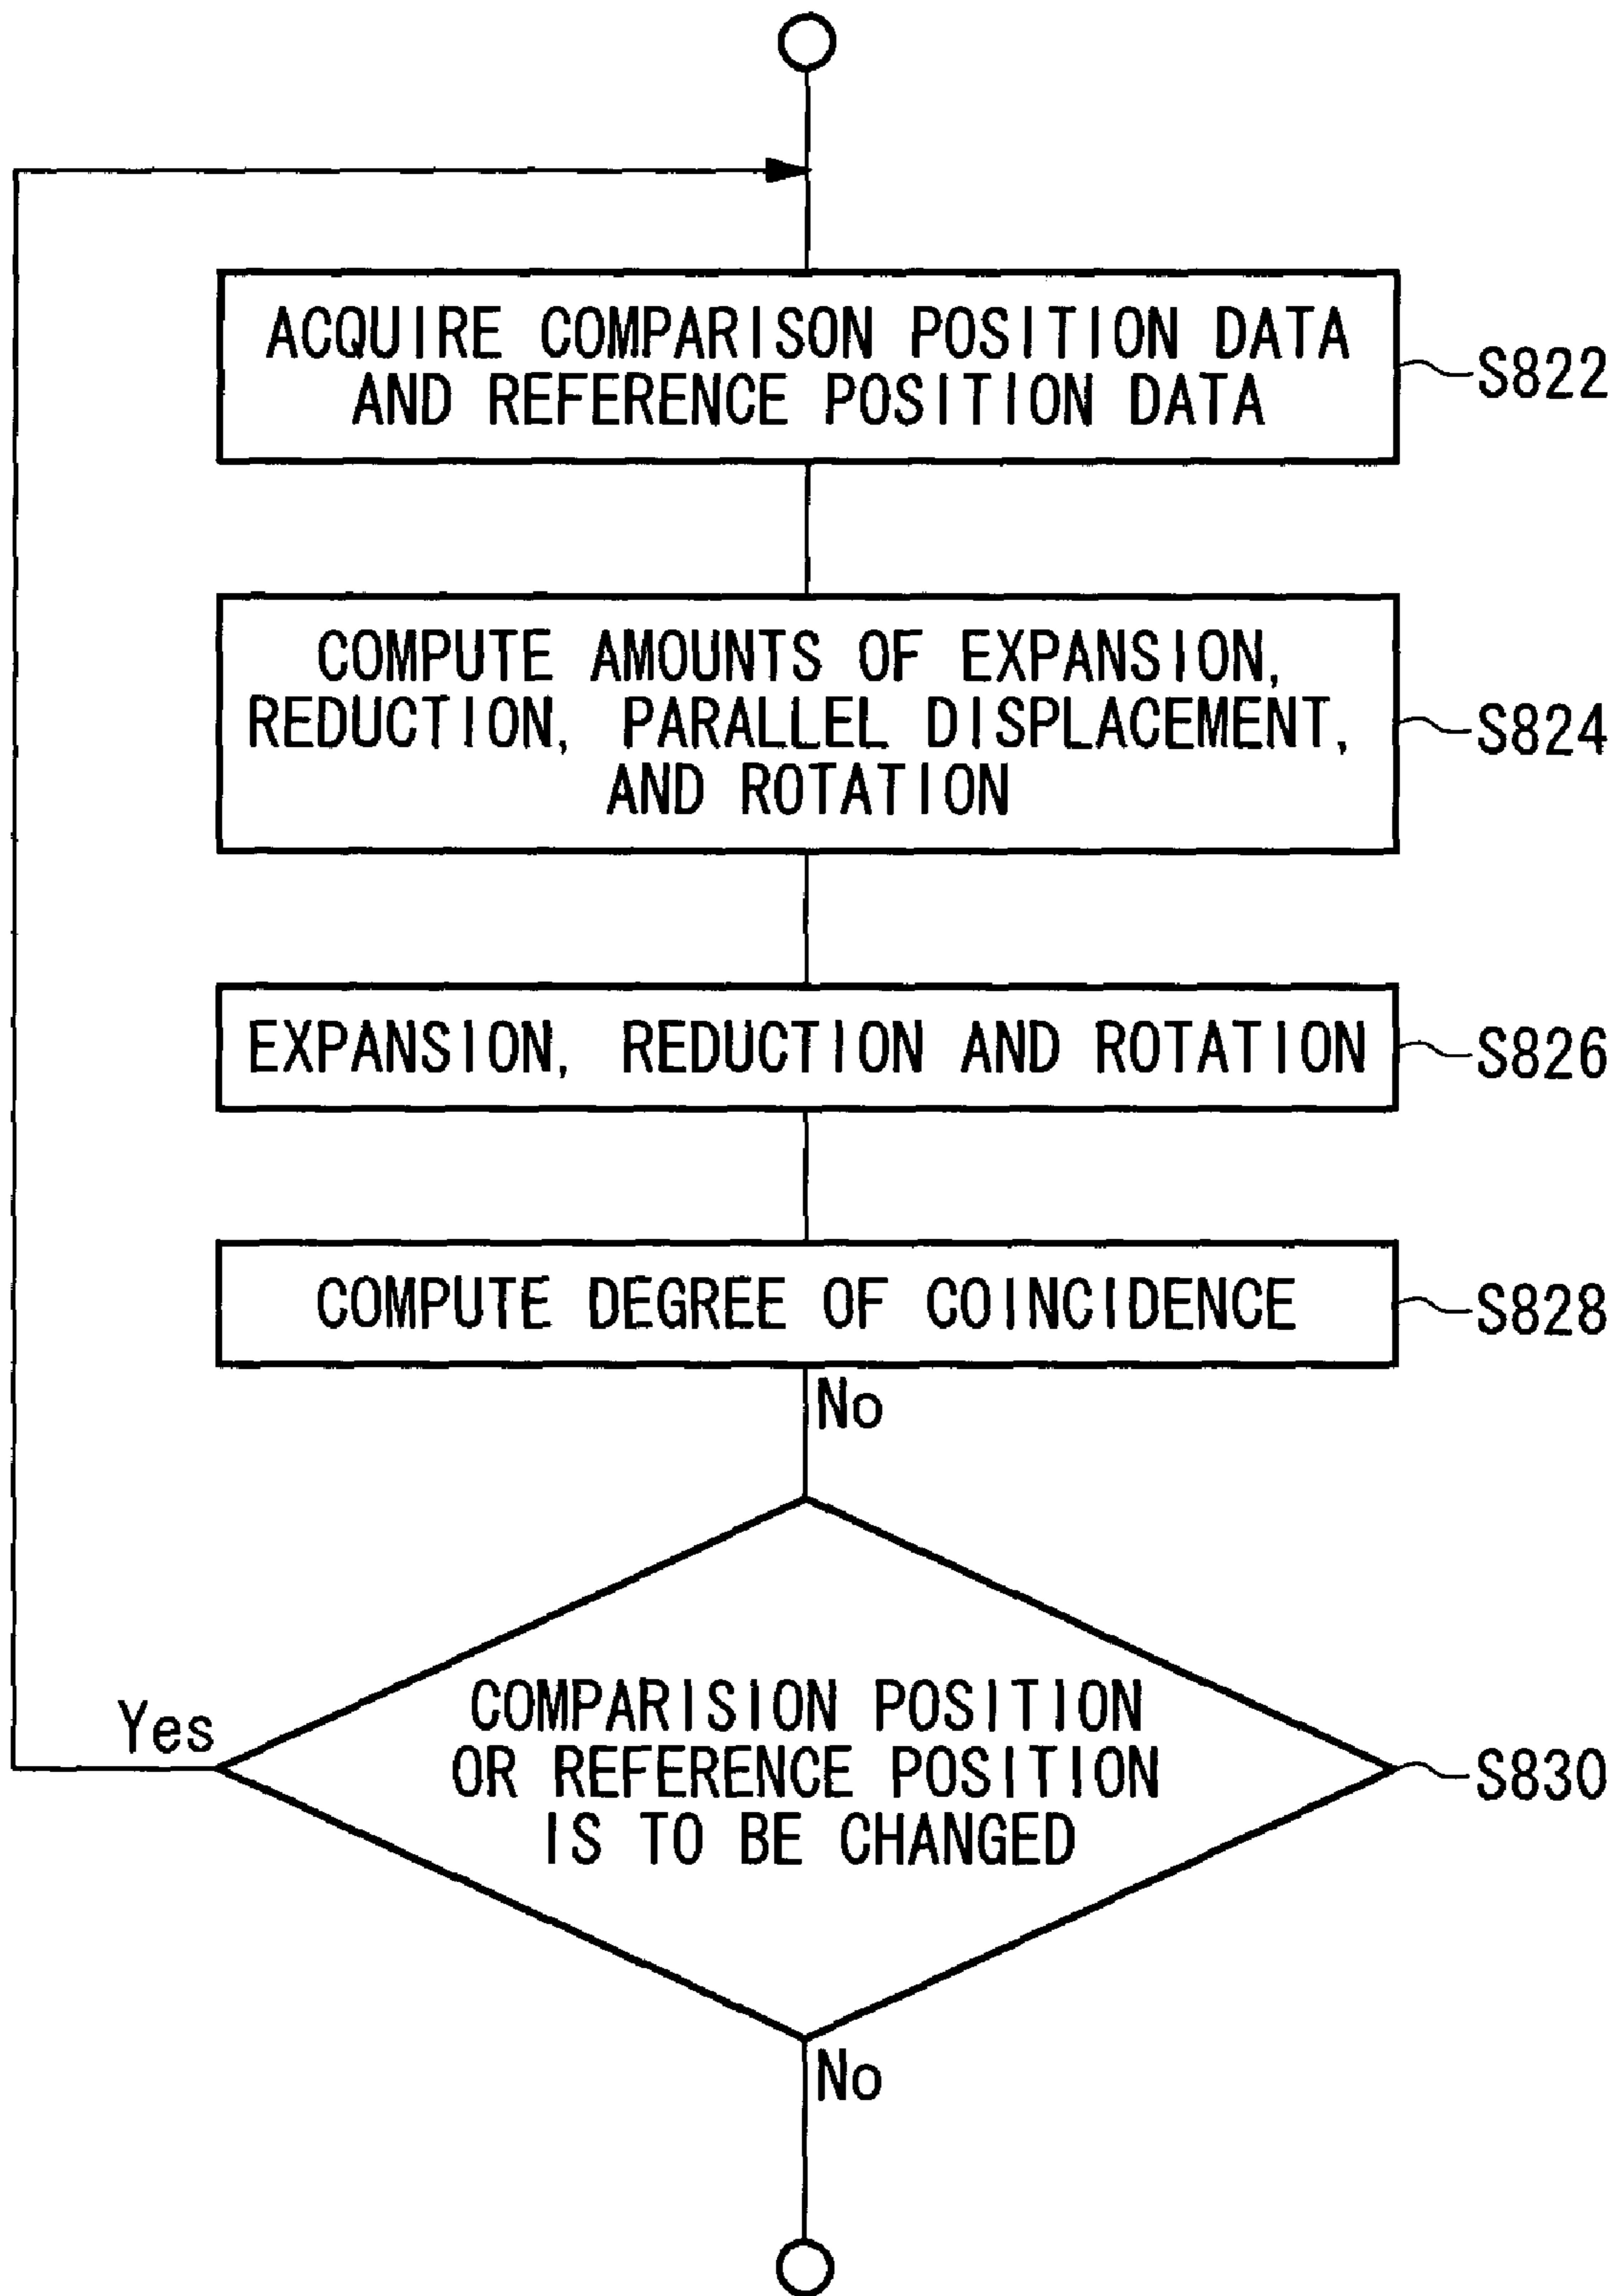 ACQUIRE COMPARISON POSITION DATA
AND REFERENCE POSITION DATA
S822
COMPUTE AMOUNTS OF EXPANSION,
REDUCTION, PARALLEL DISPLACEMENT,
AND ROTATION
S824
EXPANSION, REDUCTION AND ROTATION
S826
COMPUTE DEGREE OF COINCIDENCE
S828
No
COMPARISION POSITION
OR REFERENCE POSITION
IS TO BE CHANGED
Yes
S830
No